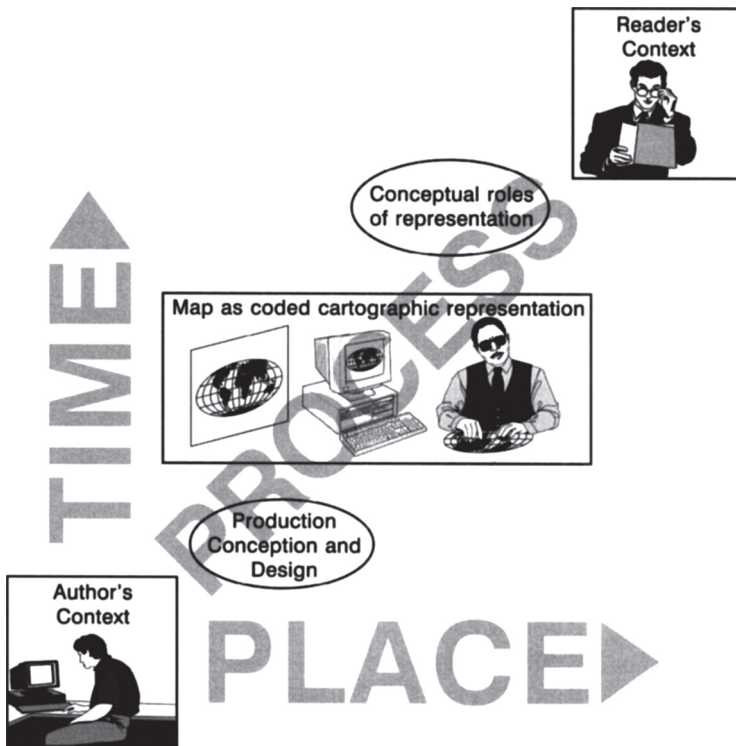 Reader's
Context
Conceptual roles
of representation
TIME
Map as coded cartographic representation
PROCESS
Production
Conception and
Design
Author's
Context
PLACE